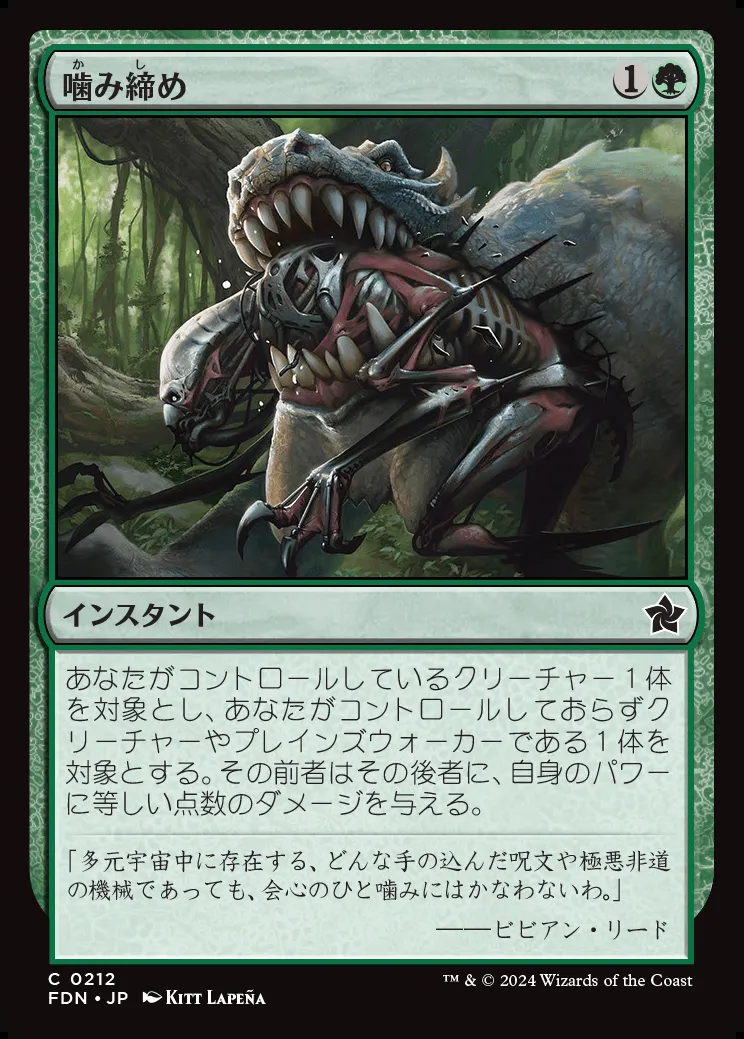 かし
噛み締め
1
インスタント
あなたがコントロールしているクリーチャー１体
を対象とし、あなたがコントロールしておらずク
リーチャーやプレインズウォーカーである１体を
対象とする。その前者はその後者に、自身のパワー
に等しい点数のダメージを与える。
「多元宇宙中に存在する、どんな手の込んだ呪文や極悪非道
の機械であっても、会心のひと噛みにはかなわないわ。」
――ビビアン・リード
C 0212
™ & © 2024 Wizards of the Coast
FDN • JP Kitt Lapeña